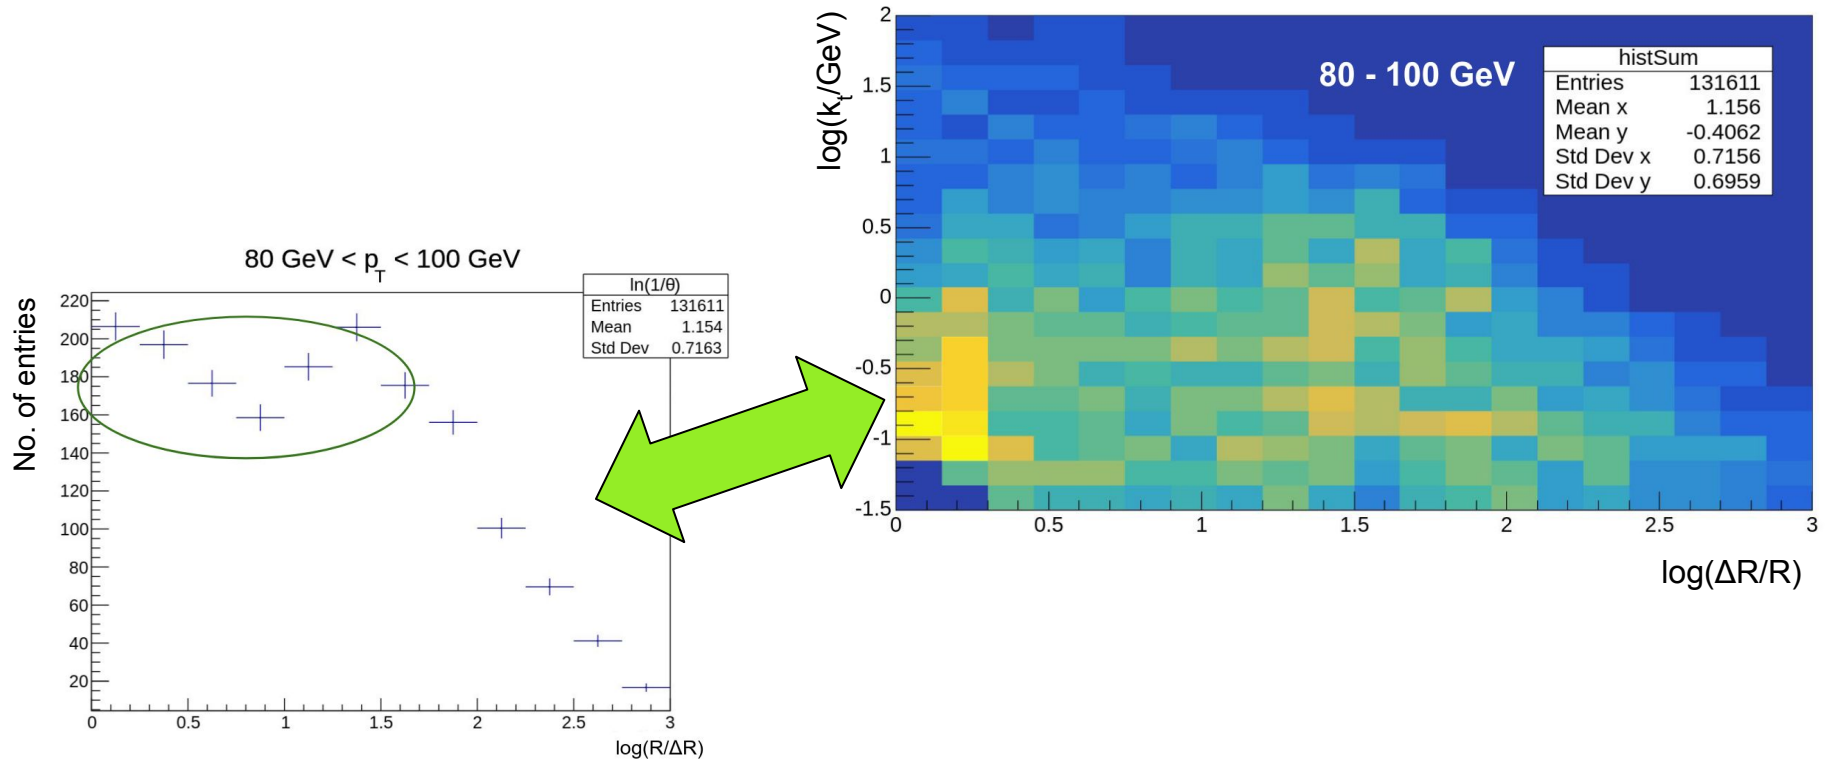 80 GeV < p_T < 100 GeV
No. of entries
220
200
180
160
140
120
100
80
60
40
20
0 0.5 1 1.5 2 2.5 3
log(R/ΔR)
ln(1/θ)
Entries 131611
Mean 1.154
Std Dev 0.7163
log(k_t/GeV)
2
1.5
1
0.5
0
-0.5
-1
-1.5
0 0.5 1 1.5 2 2.5 3
log(ΔR/R)
80 - 100 GeV
histSum
Entries 131611
Mean x 1.156
Mean y -0.4062
Std Dev x 0.7156
Std Dev y 0.6959